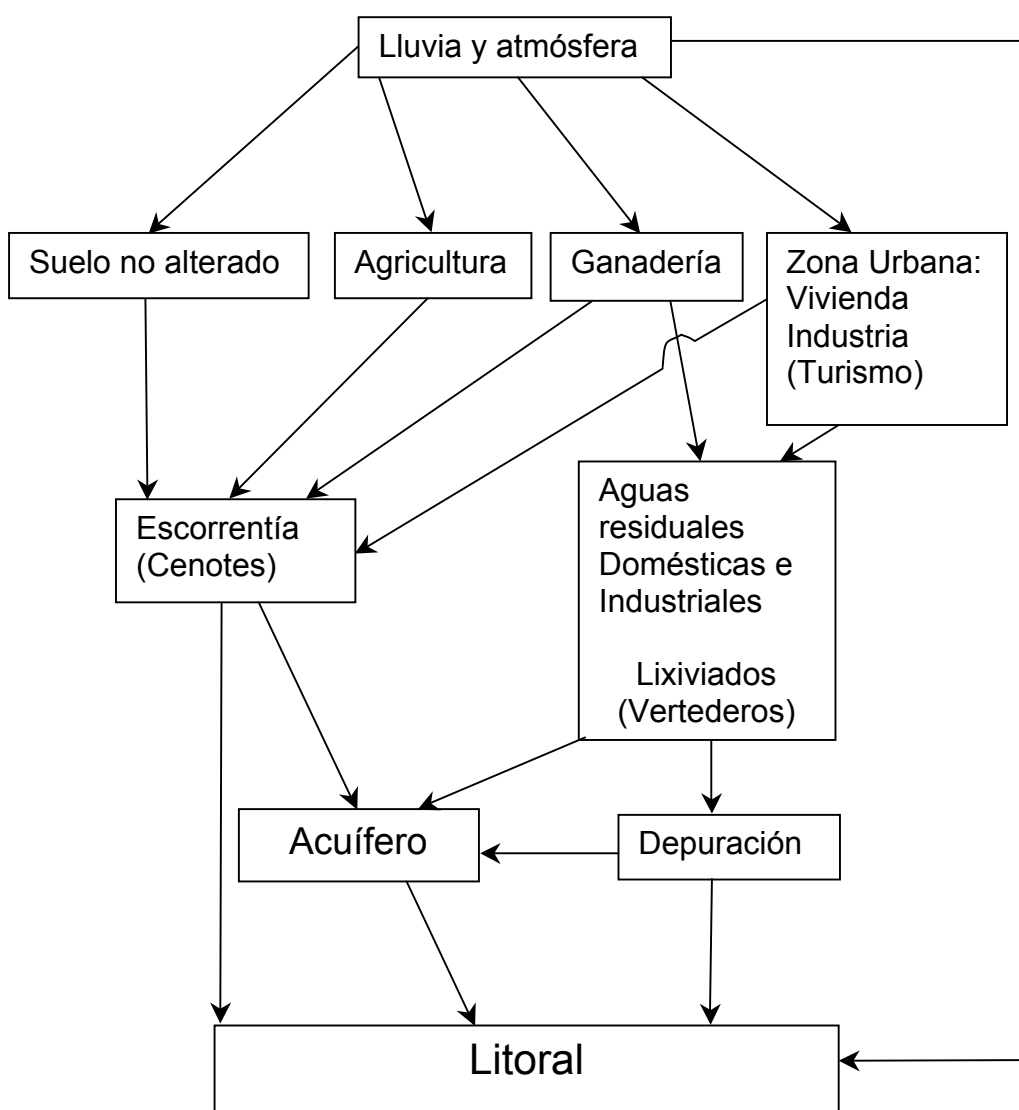 Lluvia y atmósfera
Suelo no alterado
Agricultura
Ganadería
Zona Urbana:
Vivienda
Industria
(Turismo)
Escorrentía
(Cenotes)
Aguas
residuales
Domésticas e
Industriales
Lixiviados
(Vertederos)
Acuífero
Depuración
Litoral